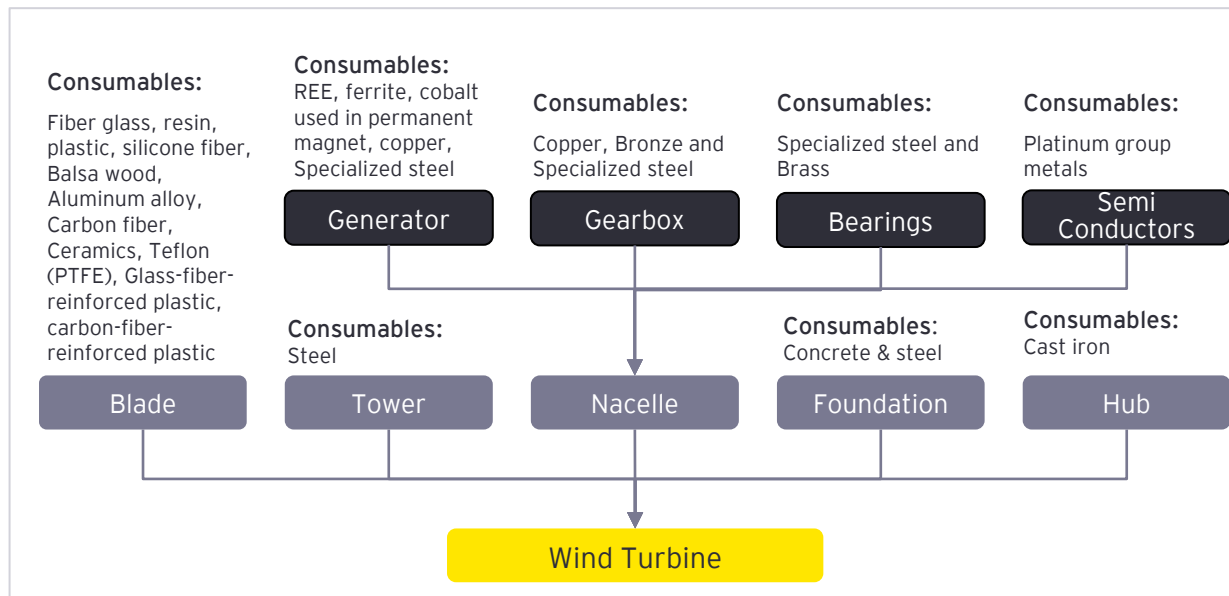 Consumables:
Fiber glass, resin,
plastic, silicone fiber,
Balsa wood,
Aluminum alloy,
Carbon fiber,
Ceramics, Teflon
(PTFE), Glass-fiber-
reinforced plastic,
carbon-fiber-
reinforced plastic
Blade
Consumables:
REE, ferrite, cobalt
used in permanent
magnet, copper,
Specialized steel
Generator
Consumables:
Copper, Bronze and
Specialized steel
Gearbox
Consumables:
Specialized steel and
Brass
Bearings
Consumables:
Platinum group
metals
Semi
Conductors
Consumables:
Steel
Tower
Nacelle
Consumables:
Concrete & steel
Foundation
Consumables:
Cast iron
Hub
Wind Turbine